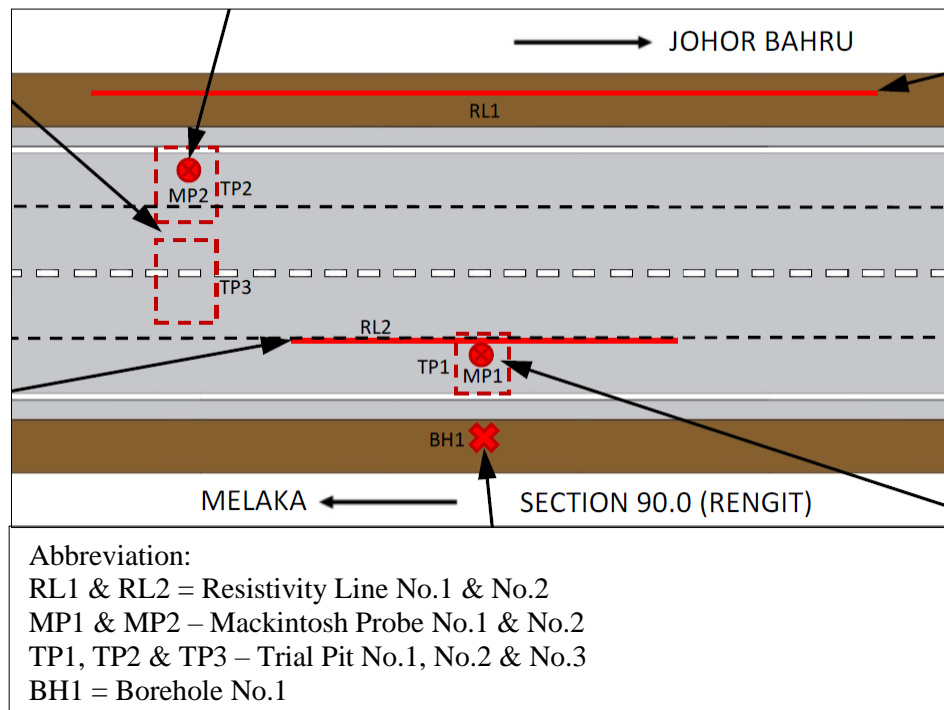 JOHOR BAHRU
RL1
MP2
TP2
TP3
RL2
TP1
MP1
BH1
MELAKA
SECTION 90.0 (RENGIT)
Abbreviation:
RL1 & RL2 = Resistivity Line No.1 & No.2
MP1 & MP2 – Mackintosh Probe No.1 & No.2
TP1, TP2 & TP3 – Trial Pit No.1, No.2 & No.3
BH1 = Borehole No.1